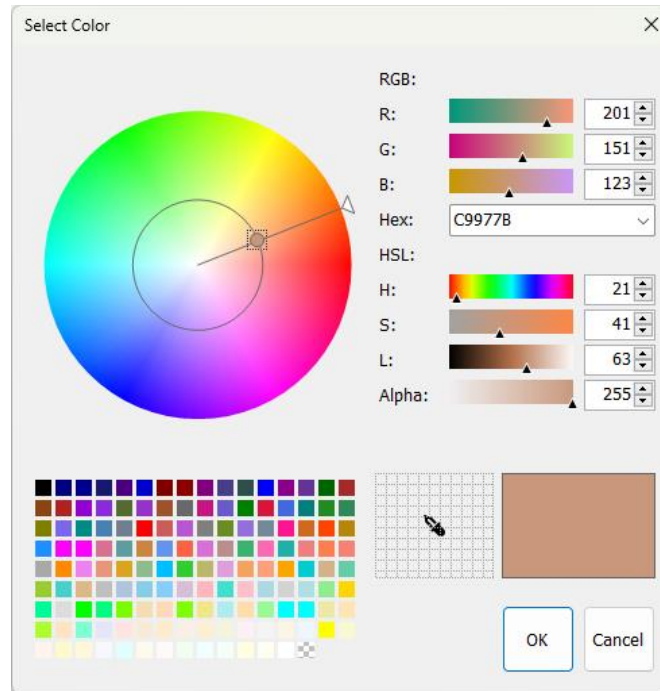 Select Color
RGB:
R: 201
G: 151
B: 123
Hex: C9977B
HSL:
H: 21
S: 41
L: 63
Alpha: 255
OK Cancel